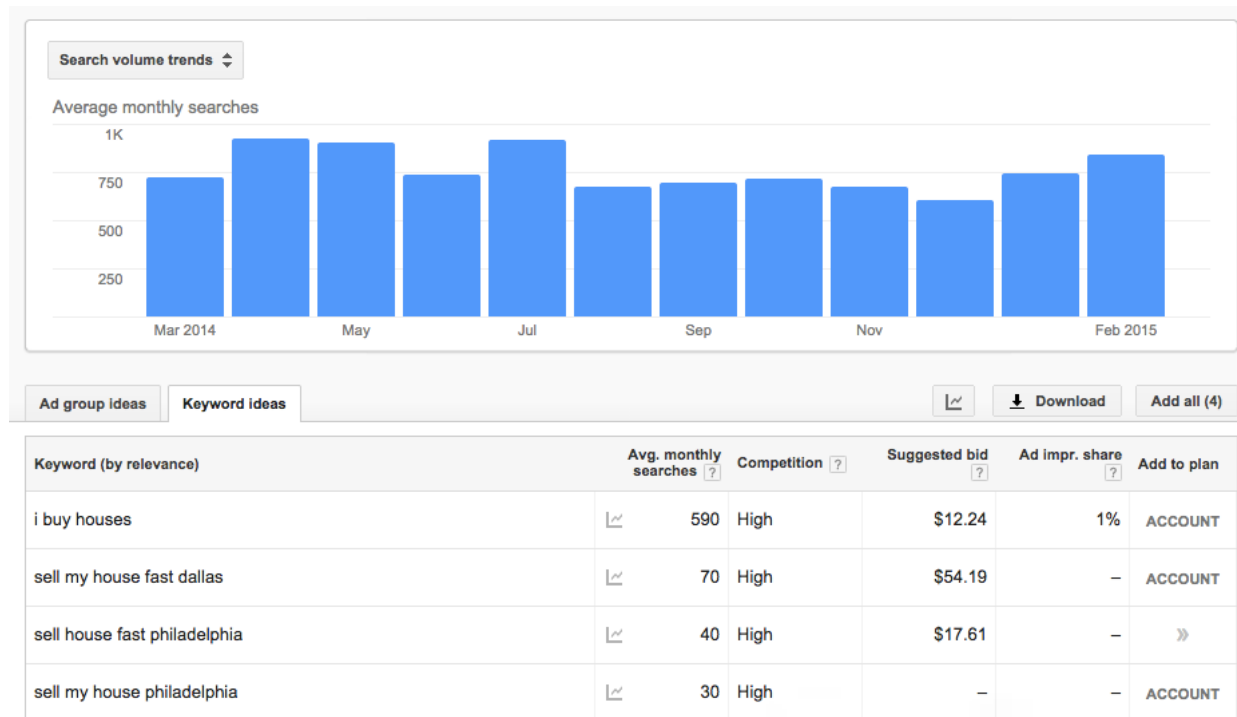 Search volume trends
Average monthly searches
1K
750
500
250
Mar 2014 May Jul Sep Nov Feb 2015
Ad group ideas Keyword ideas Download Add all (4)
Keyword (by relevance) Avg. monthly searches ? Competition ? Suggested bid ? Ad impr. share ? Add to plan
i buy houses 590 High $12.24 1% ACCOUNT
sell my house fast dallas 70 High $54.19 – ACCOUNT
sell house fast philadelphia 40 High $17.61 – »
sell my house philadelphia 30 High – – ACCOUNT